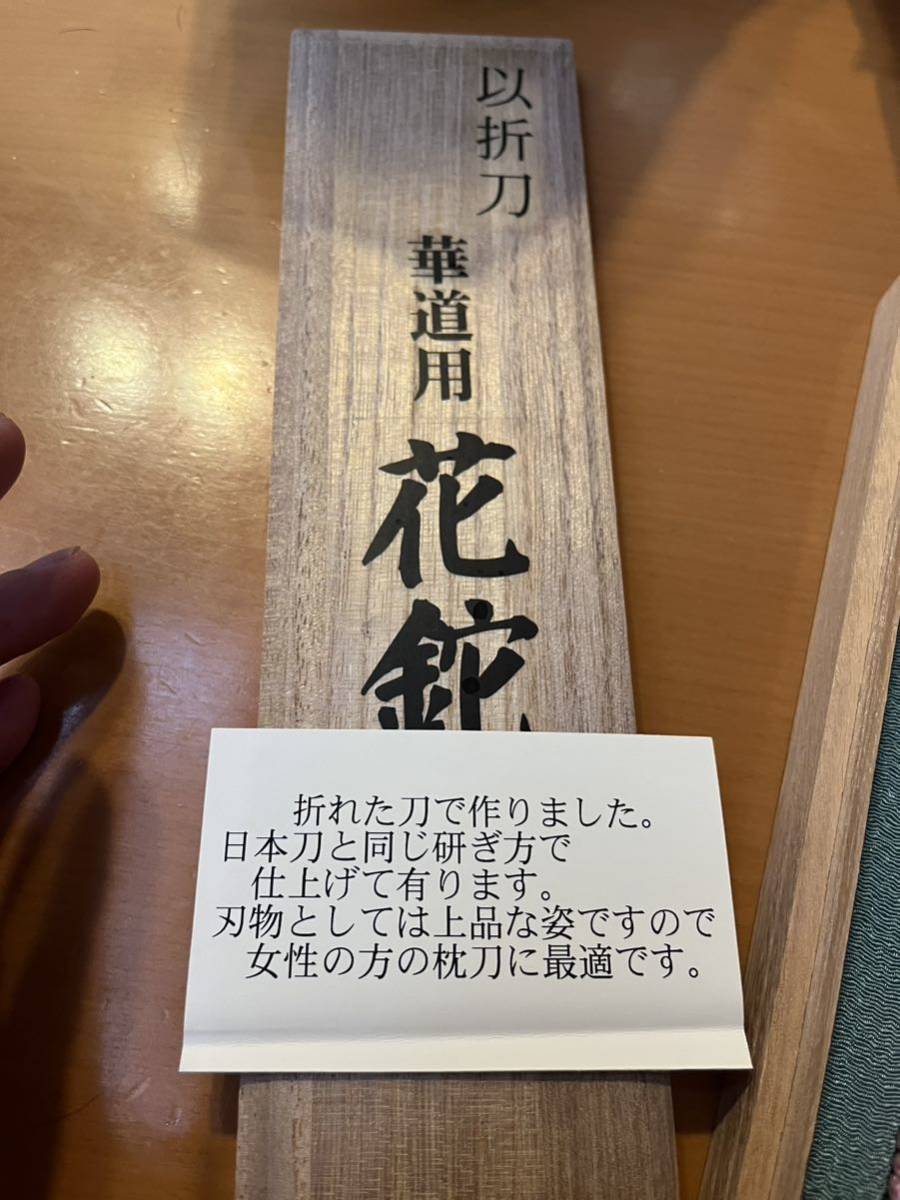 以折刀
華道用
花鉈
折れた刀で作りました。
日本刀と同じ研ぎ方で
仕上げて有ります。
刃物としては上品な姿ですので
女性の方の枕刀に最適です。